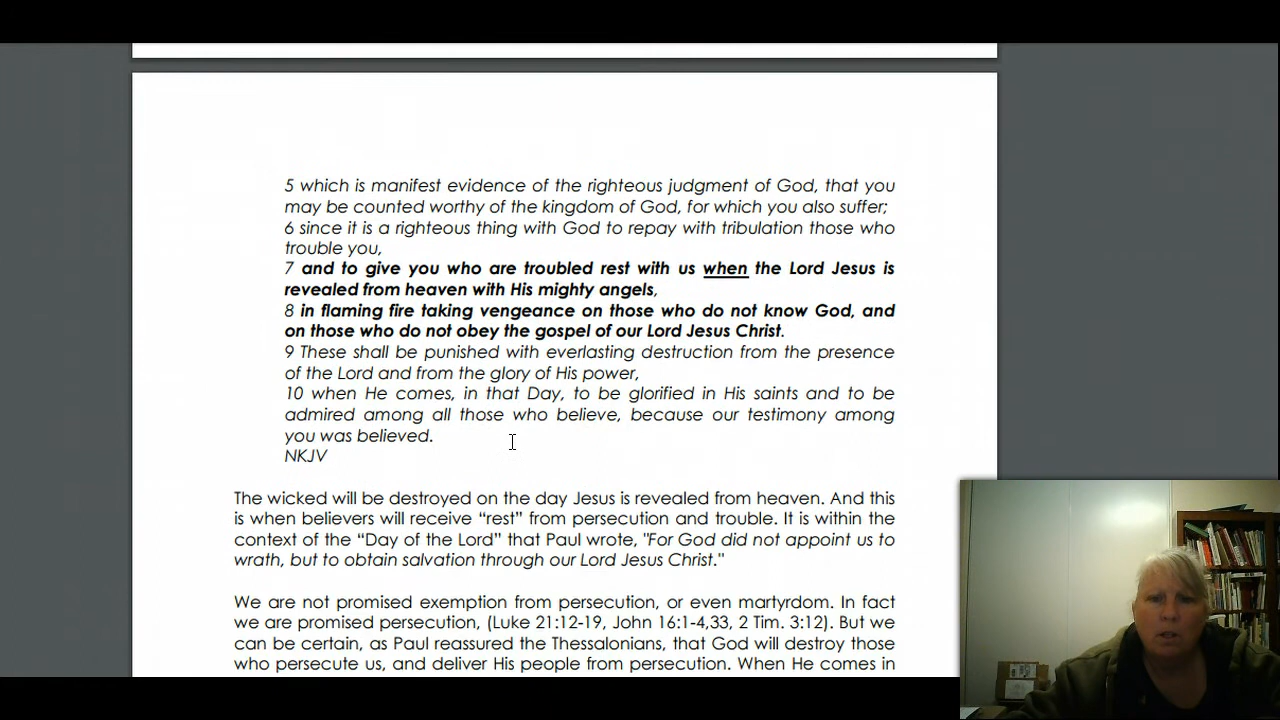 5 which is manifest evidence of the righteous judgment of God, that you
may be counted worthy of the kingdom of God, for which you also suffer;
6 since it is a righteous thing with God to repay with tribulation those who
trouble you,
7 and to give you who are troubled rest with us when the Lord Jesus is
revealed from heaven with His mighty angels,
8 in flaming fire taking vengeance on those who do not know God, and
on those who do not obey the gospel of our Lord Jesus Christ.
9 These shall be punished with everlasting destruction from the presence
of the Lord and from the glory of His power,
10 when He comes, in that Day, to be glorified in His saints and to be
admired among all those who believe, because our testimony among
you was believed.
NKJV
The wicked will be destroyed on the day Jesus is revealed from heaven. And this
is when believers will receive “rest” from persecution and trouble. It is within the
context of the “Day of the Lord” that Paul wrote, "For God did not appoint us to
wrath, but to obtain salvation through our Lord Jesus Christ."
We are not promised exemption from persecution, or even martyrdom. In fact
we are promised persecution, (Luke 21:12-19, John 16:1-4,33, 2 Tim. 3:12). But we
can be certain, as Paul reassured the Thessalonians, that God will destroy those
who persecute us, and deliver His people from persecution. When He comes in